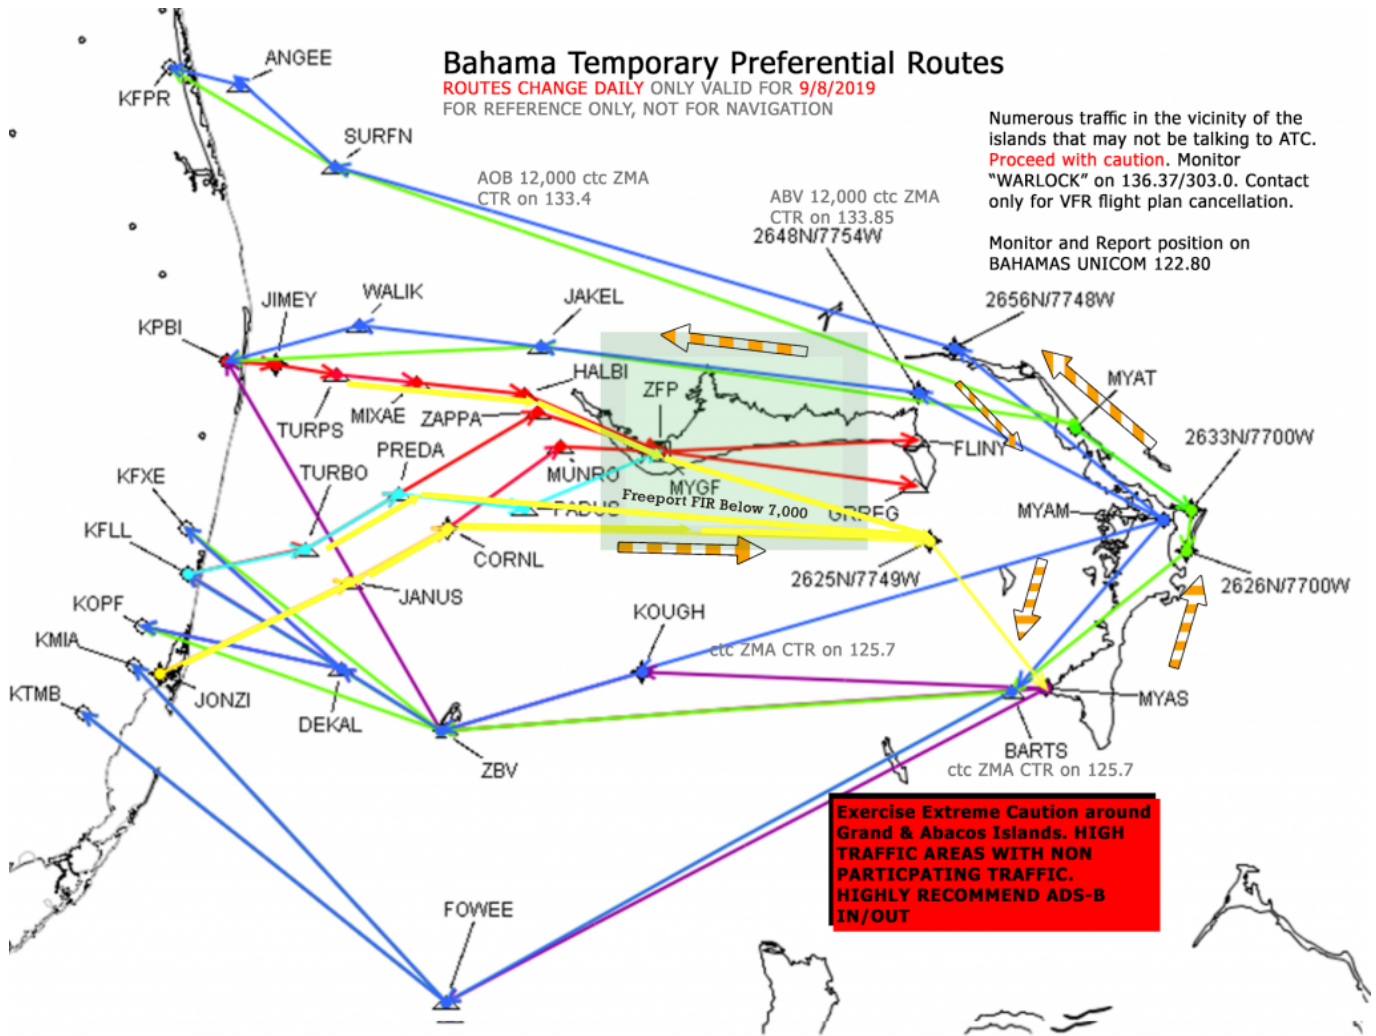 Bahama Temporary Preferential Routes
ROUTES CHANGE DAILY ONLY VALID FOR 9/8/2019
FOR REFERENCE ONLY, NOT FOR NAVIGATION
Numerous traffic in the vicinity of the
islands that may not be talking to ATC.
Proceed with caution. Monitor
“WARLOCK” on 136.37/303.0. Contact
only for VFR flight plan cancellation.
Monitor and Report position on
BAHAMAS UNICOM 122.80
ANGEE
KFPR
SURFN
AOB 12,000 ctc ZMA
CTR on 133.4
ABV 12,000 ctc ZMA
CTR on 133.85
2648N/7754W
2656N/7748W
JIMEY
WALIK
JAKEL
KPBI
HALBI
ZFP
MYAT
TURPS
MIXAE
ZAPPA
FLINY
2633N/7700W
PREDA
TURBO
KFXE
MUNRO
MYGF
PADUS
Freeport FIR Below 7,000
GRREG
MYAM
KFLL
CORNL
2625N/7749W
2626N/7700W
JANUS
KOPF
KOUGH
KMIA
ctc ZMA CTR on 125.7
KTMB
JONZI
DEKAL
MYAS
ZBV
BARTS
ctc ZMA CTR on 125.7
Exercise Extreme Caution around
Grand & Abacos Islands. HIGH
TRAFFIC AREAS WITH NON
PARTICPATING TRAFFIC.
HIGHLY RECOMMEND ADS-B
IN/OUT
FOWEE